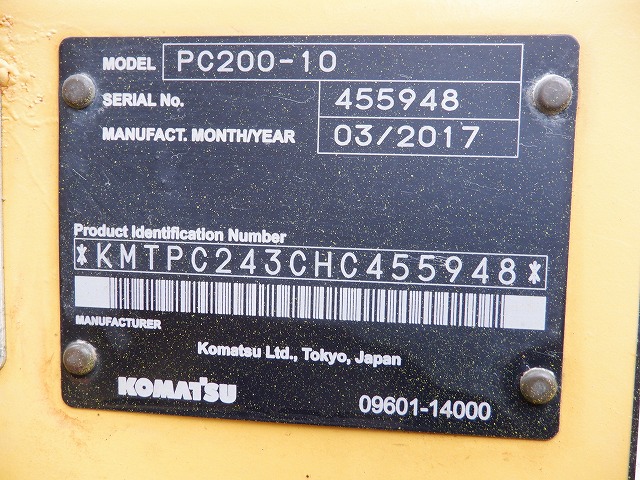 MODEL PC200-10
SERIAL No. 455948
MANUFACT. MONTH/YEAR 03/2017
Product Identification Number
*KMTPC243CHC455948*
MANUFACTURER
Komatsu Ltd., Tokyo, Japan
KOMATSU 09601-14000